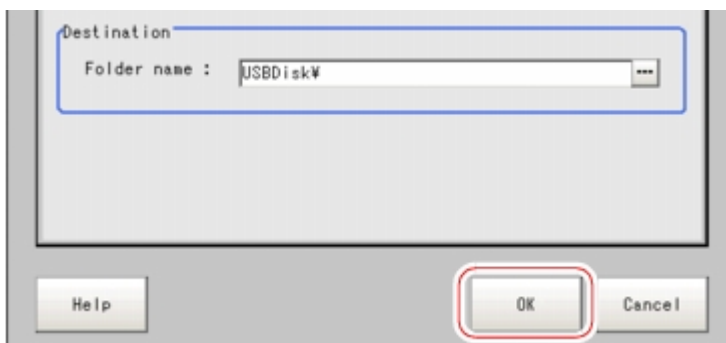 Destination
Folder name :
USBDisk¥
...
Help
OK
Cancel